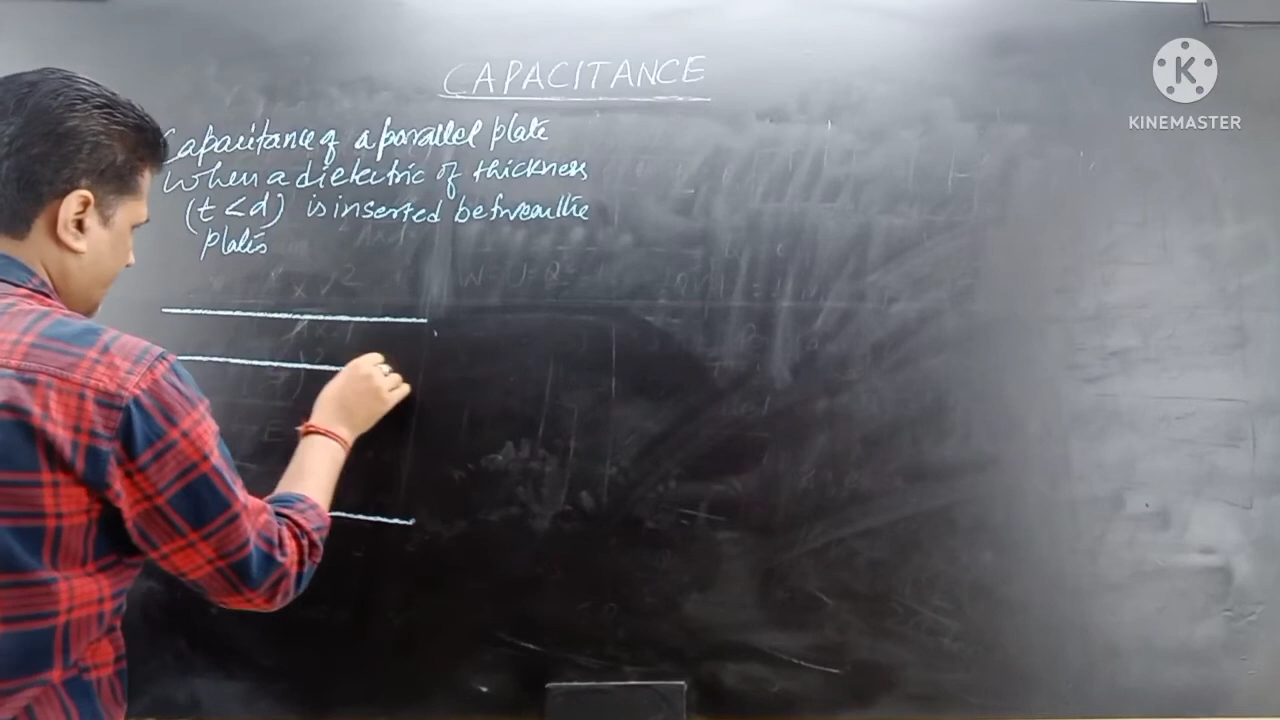 CAPACITANCE
Capacitance of a parallel plate
When a dielectric of thickness
(t < d) is inserted between the
plates
K
KINEMASTER